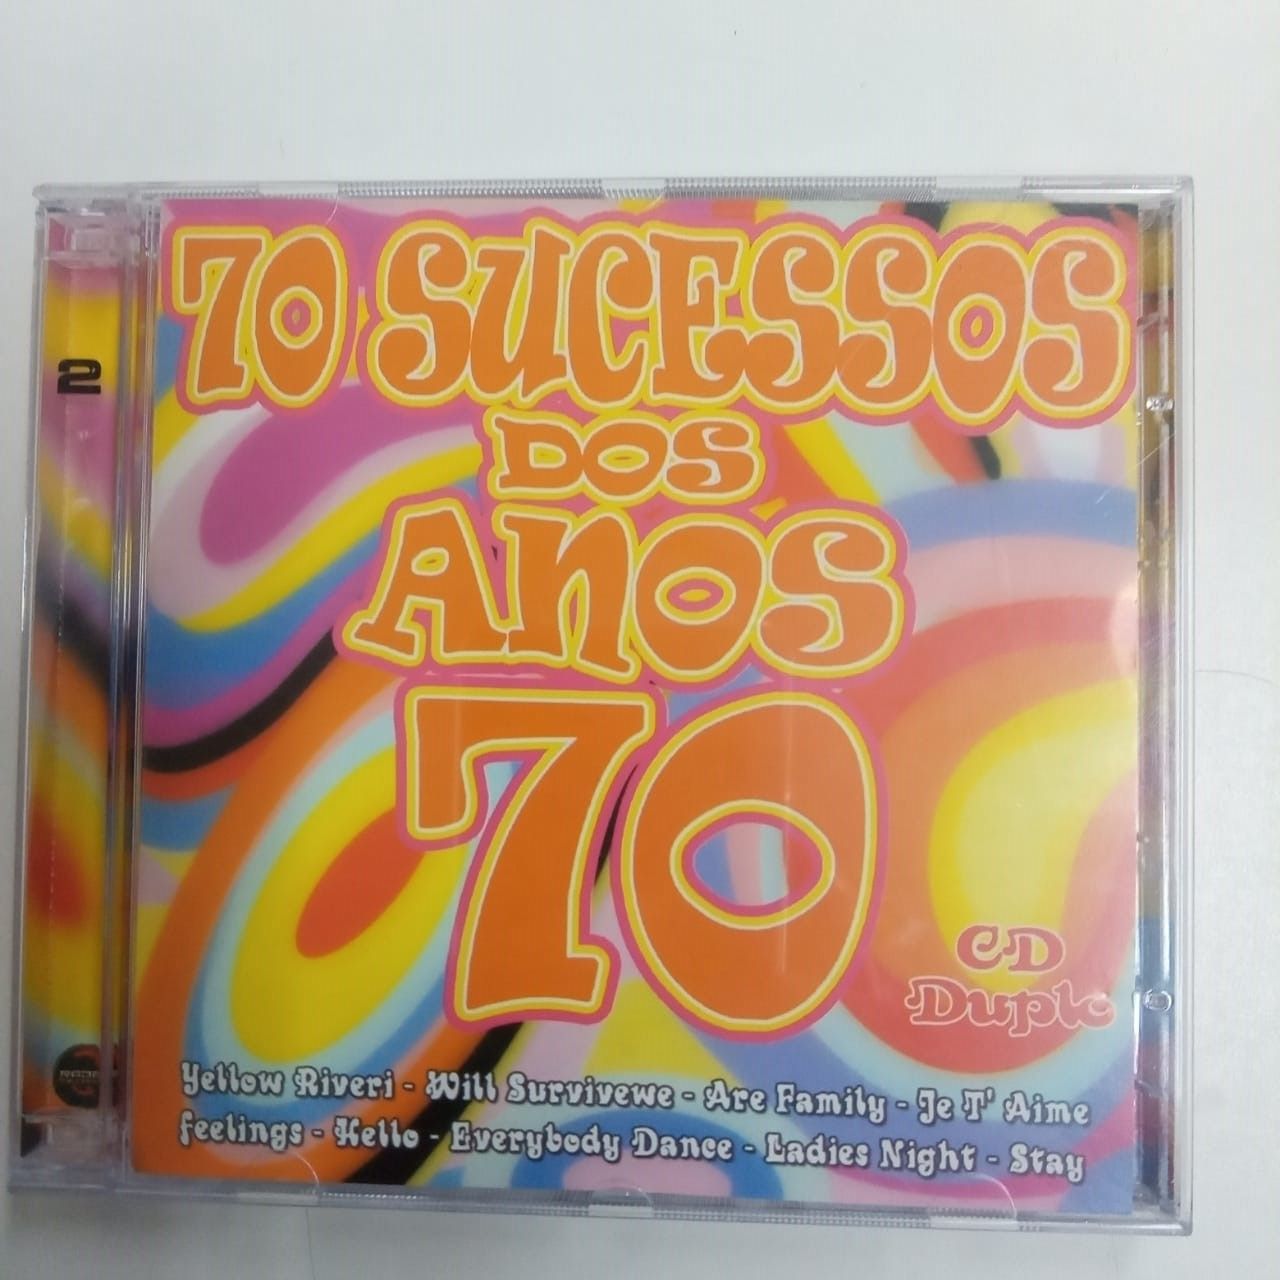 70 SUCESSOS
DOS
ANOS
70
CD
Duplo
2
Yellow Riveri - Will Survivewe - Are Family - Je T' Aime
Feelings - Hello - Everybody Dance - Ladies Night - Stay